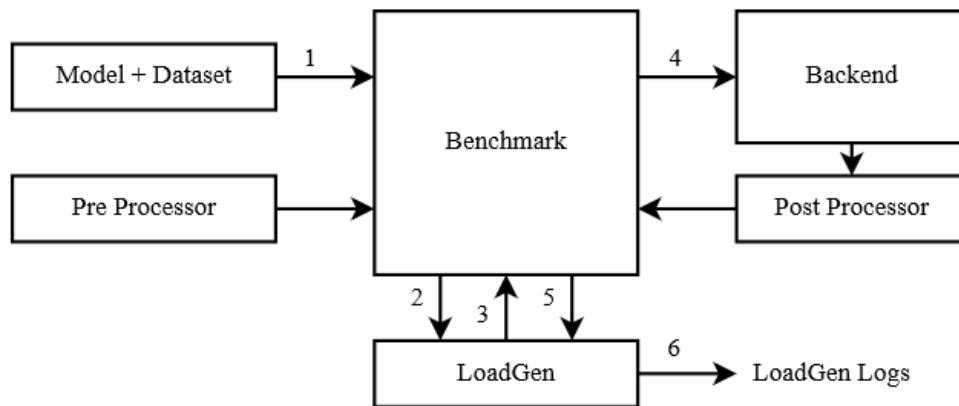 Model + Dataset
1
Benchmark
4
Backend
Pre Processor
Post Processor
2
3
5
LoadGen
6
LoadGen Logs